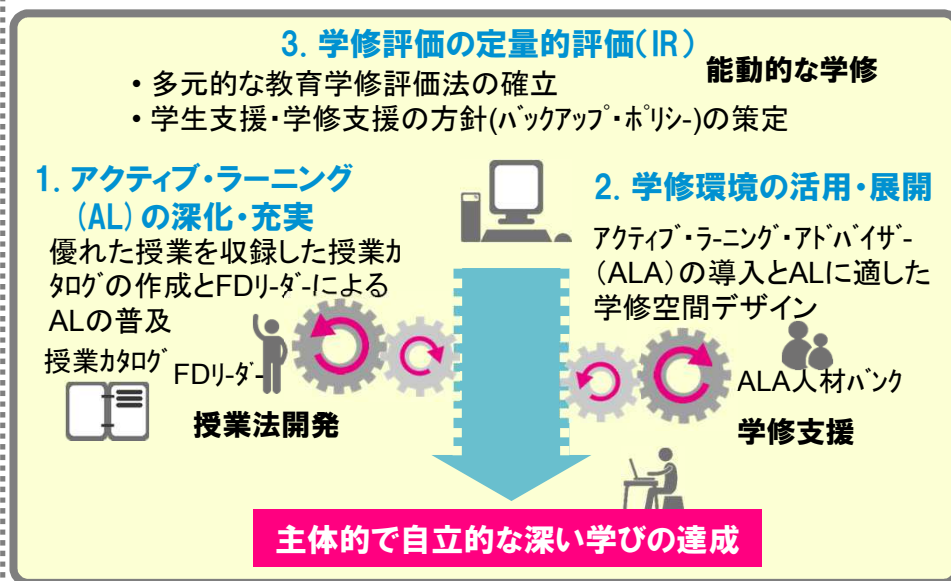 3. 学修評価の定量的評価(IR)
能動的な学修
• 多元的な教育学修評価法の確立
• 学生支援・学修支援の方針(ﾊﾞｯｸｱｯﾌﾟ・ﾎﾟﾘｼｰ)の策定
1. アクティブ・ラーニング
(AL)の深化・充実
優れた授業を収録した授業ｶ
ﾀﾛｸﾞの作成とFDﾘｰﾀﾞｰによる
ALの普及
授業ｶﾀﾛｸﾞ
FDﾘｰﾀﾞｰ
授業法開発
2. 学修環境の活用・展開
ｱｸﾃｨﾌﾞ・ﾗｰﾆﾝｸﾞ・ｱﾄﾞﾊﾞｲｻﾞｰ
(ALA)の導入とALに適した
学修空間デザイン
ALA人材ﾊﾞﾝｸ
学修支援
主体的で自立的な深い学びの達成